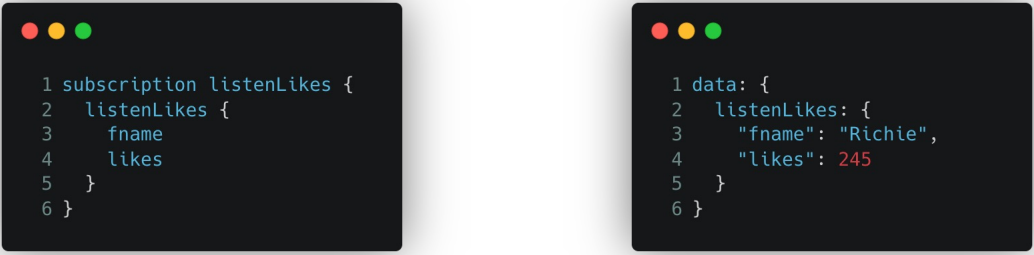 1 subscription listenLikes {
2   listenLikes {
3     fname
4     likes
5   }
6 }
1 data: {
2   listenLikes: {
3     "fname": "Richie",
4     "likes": 245
5   }
6 }